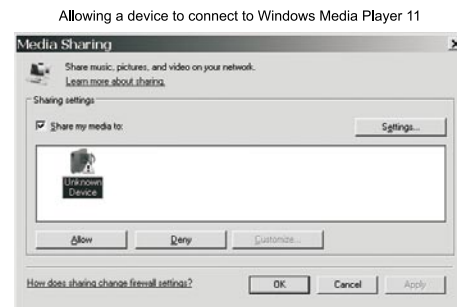 Allowing a device to connect to Windows Media Player 11
Media Sharing
Share music, pictures, and video on your network.
Learn more about sharing.
Sharing settings
Share my media to:
Settings...
Unknown
Device
Allow
Deny
Customize...
How does sharing change firewall settings?
OK
Cancel
Apply